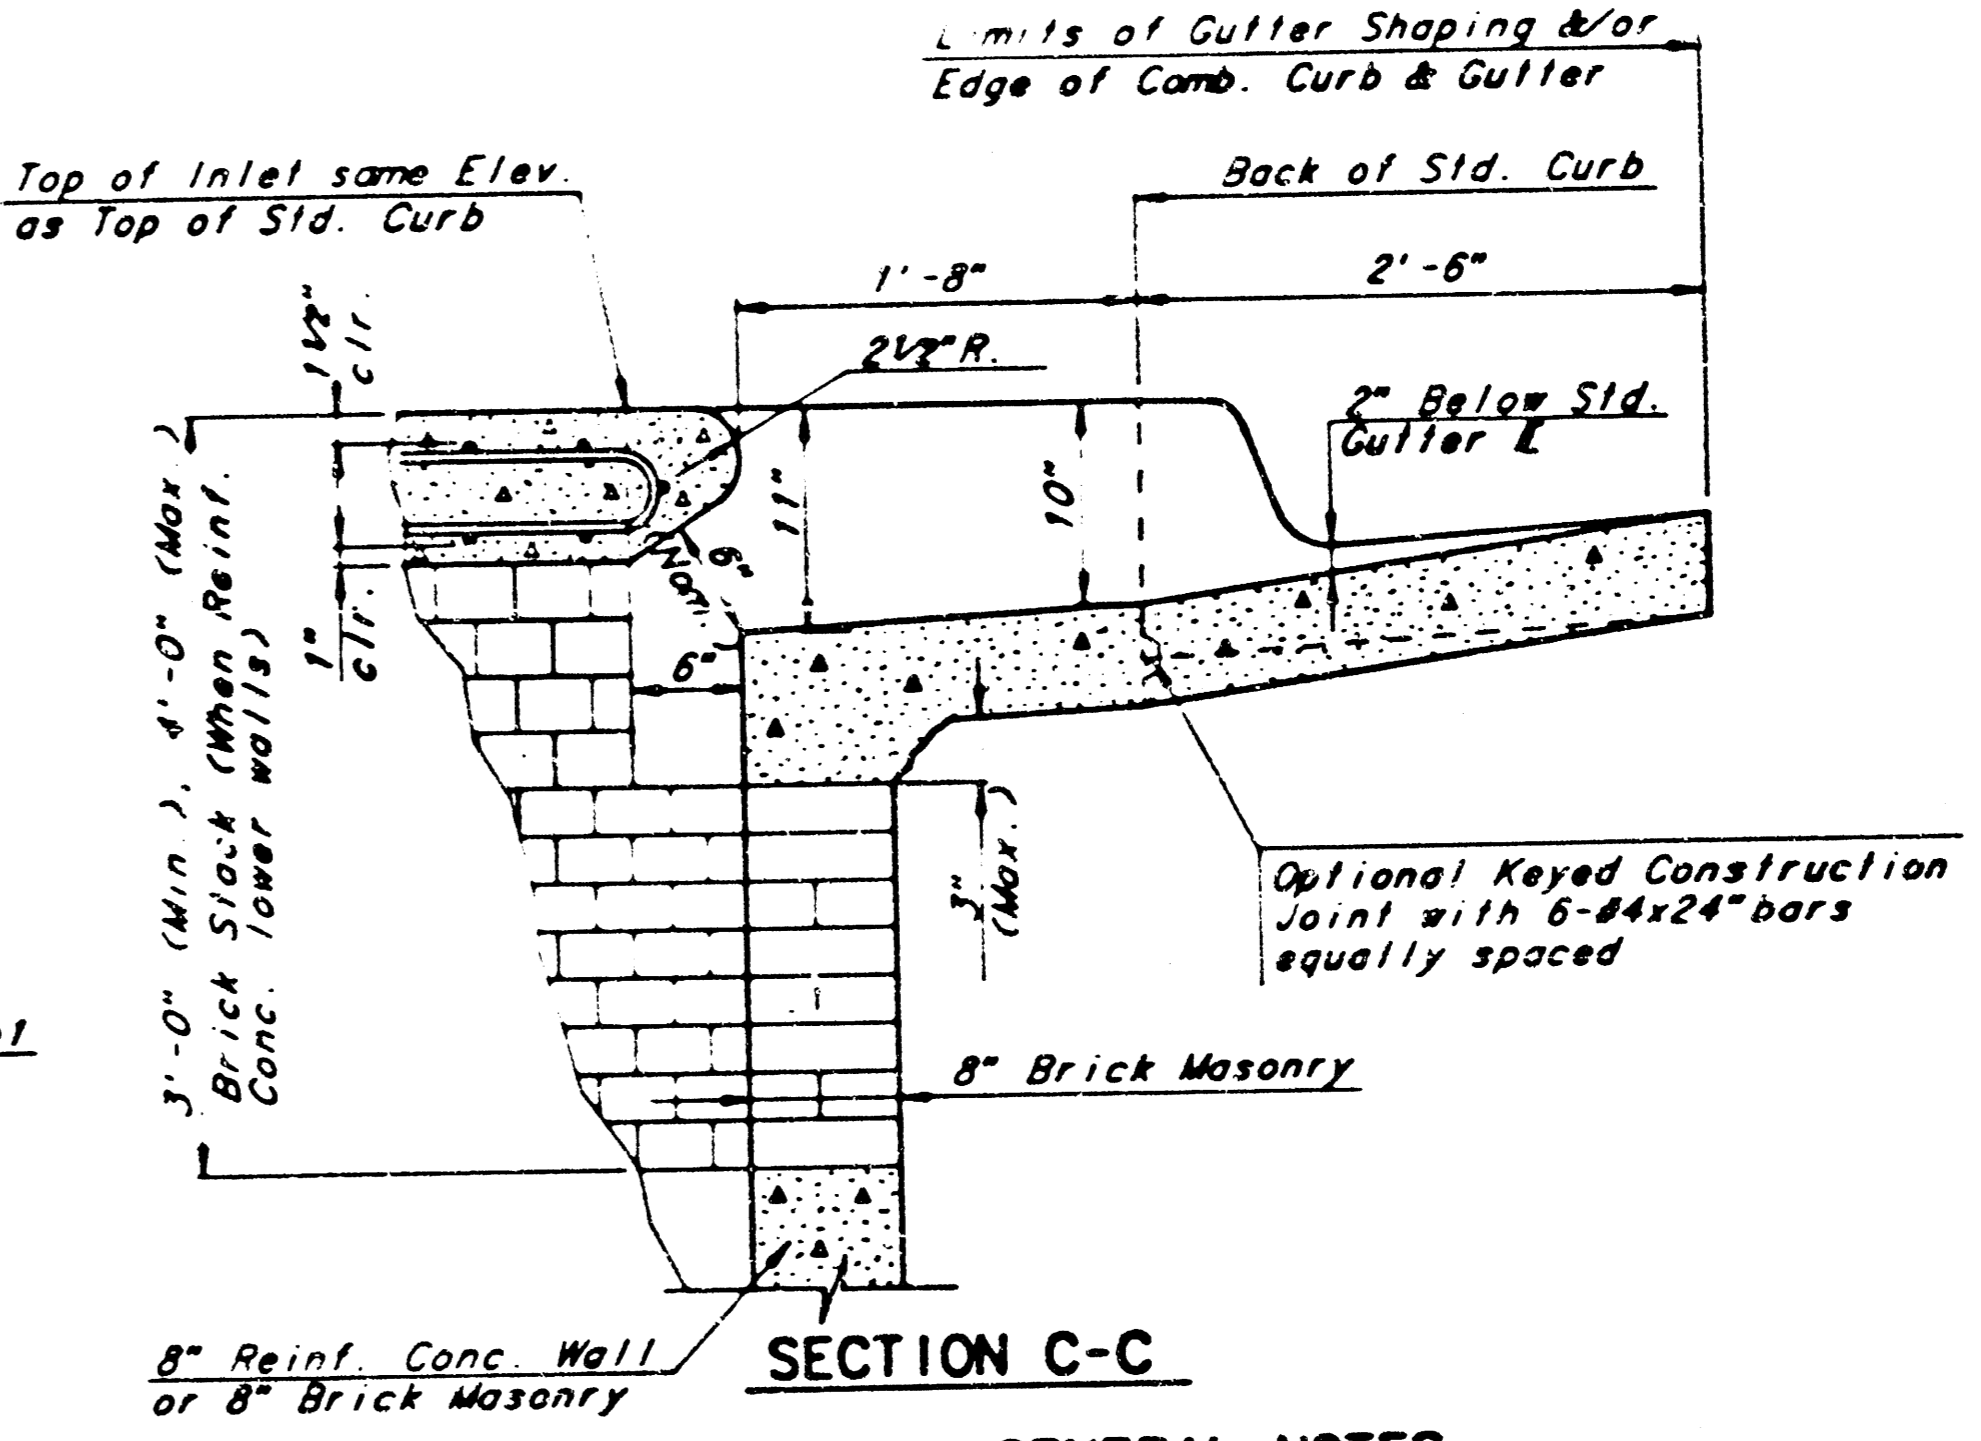 Limits of Gutter Shaping &/or
Edge of Comb. Curb & Gutter
Top of Inlet same Elev.
as Top of Std. Curb
Back of Std. Curb
1'-8"
2'-6"
1½"
clr.
2½" R.
2" Below Std.
Gutter ℄
11"
10"
6"
6"
1"
clr.
3'-0" (Min.), 4'-0" (Max.)
Brick Stack (When Reinf.
Conc. lower walls)
3"
(Max.)
Optional Keyed Construction
Joint with 6-#4x24" bars
equally spaced
8" Brick Masonry
8" Reinf. Conc. Wall
or 8" Brick Masonry
SECTION C-C
GENERAL NOTES